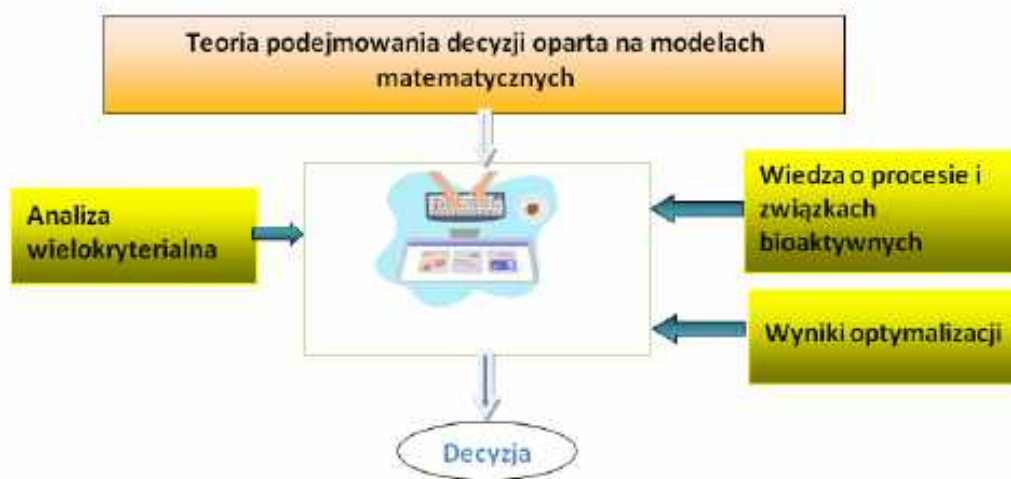 Teoria podejmowania decyzji oparta na modelach
matematycznych
Analiza
wielokryterialna
Wiedza o procesie i
związkach
bioaktywnych
Wyniki optymalizacji
Decyzja